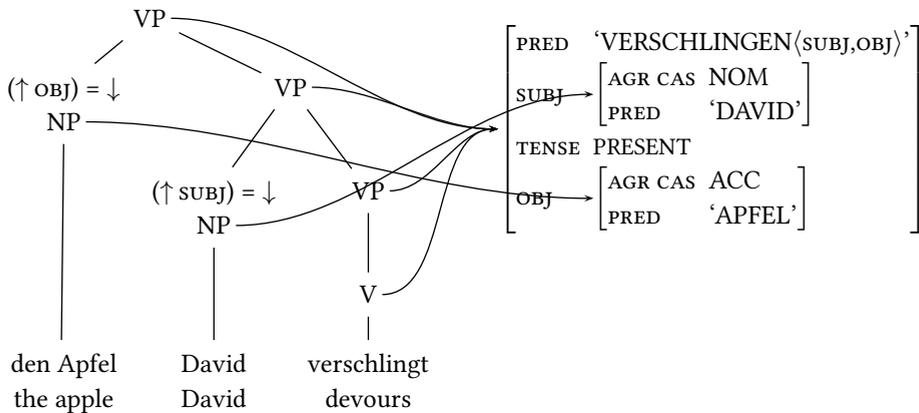 VP
PRED ‘VERSCHLINGEN⟨SUBJ,OBJ⟩’
AGR CAS NOM
VP
(↑ OBJ) = ↓
SUBJ
PRED ‘DAVID’
NP
TENSE PRESENT
AGR CAS ACC
(↑ SUBJ) = ↓
VP
OBJ
PRED ‘APFEL’
NP
V
den Apfel David verschlingt
the apple David devours